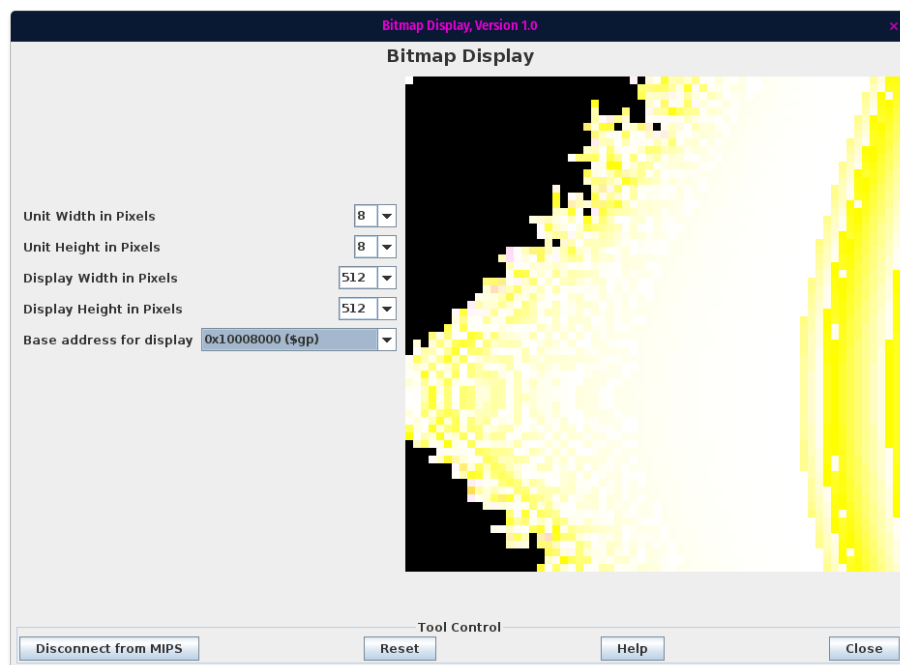 Bitmap Display, Version 1.0 ×
Bitmap Display
Unit Width in Pixels 8
Unit Height in Pixels 8
Display Width in Pixels 512
Display Height in Pixels 512
Base address for display 0x10008000 ($gp)
Tool Control
Disconnect from MIPS Reset Help Close